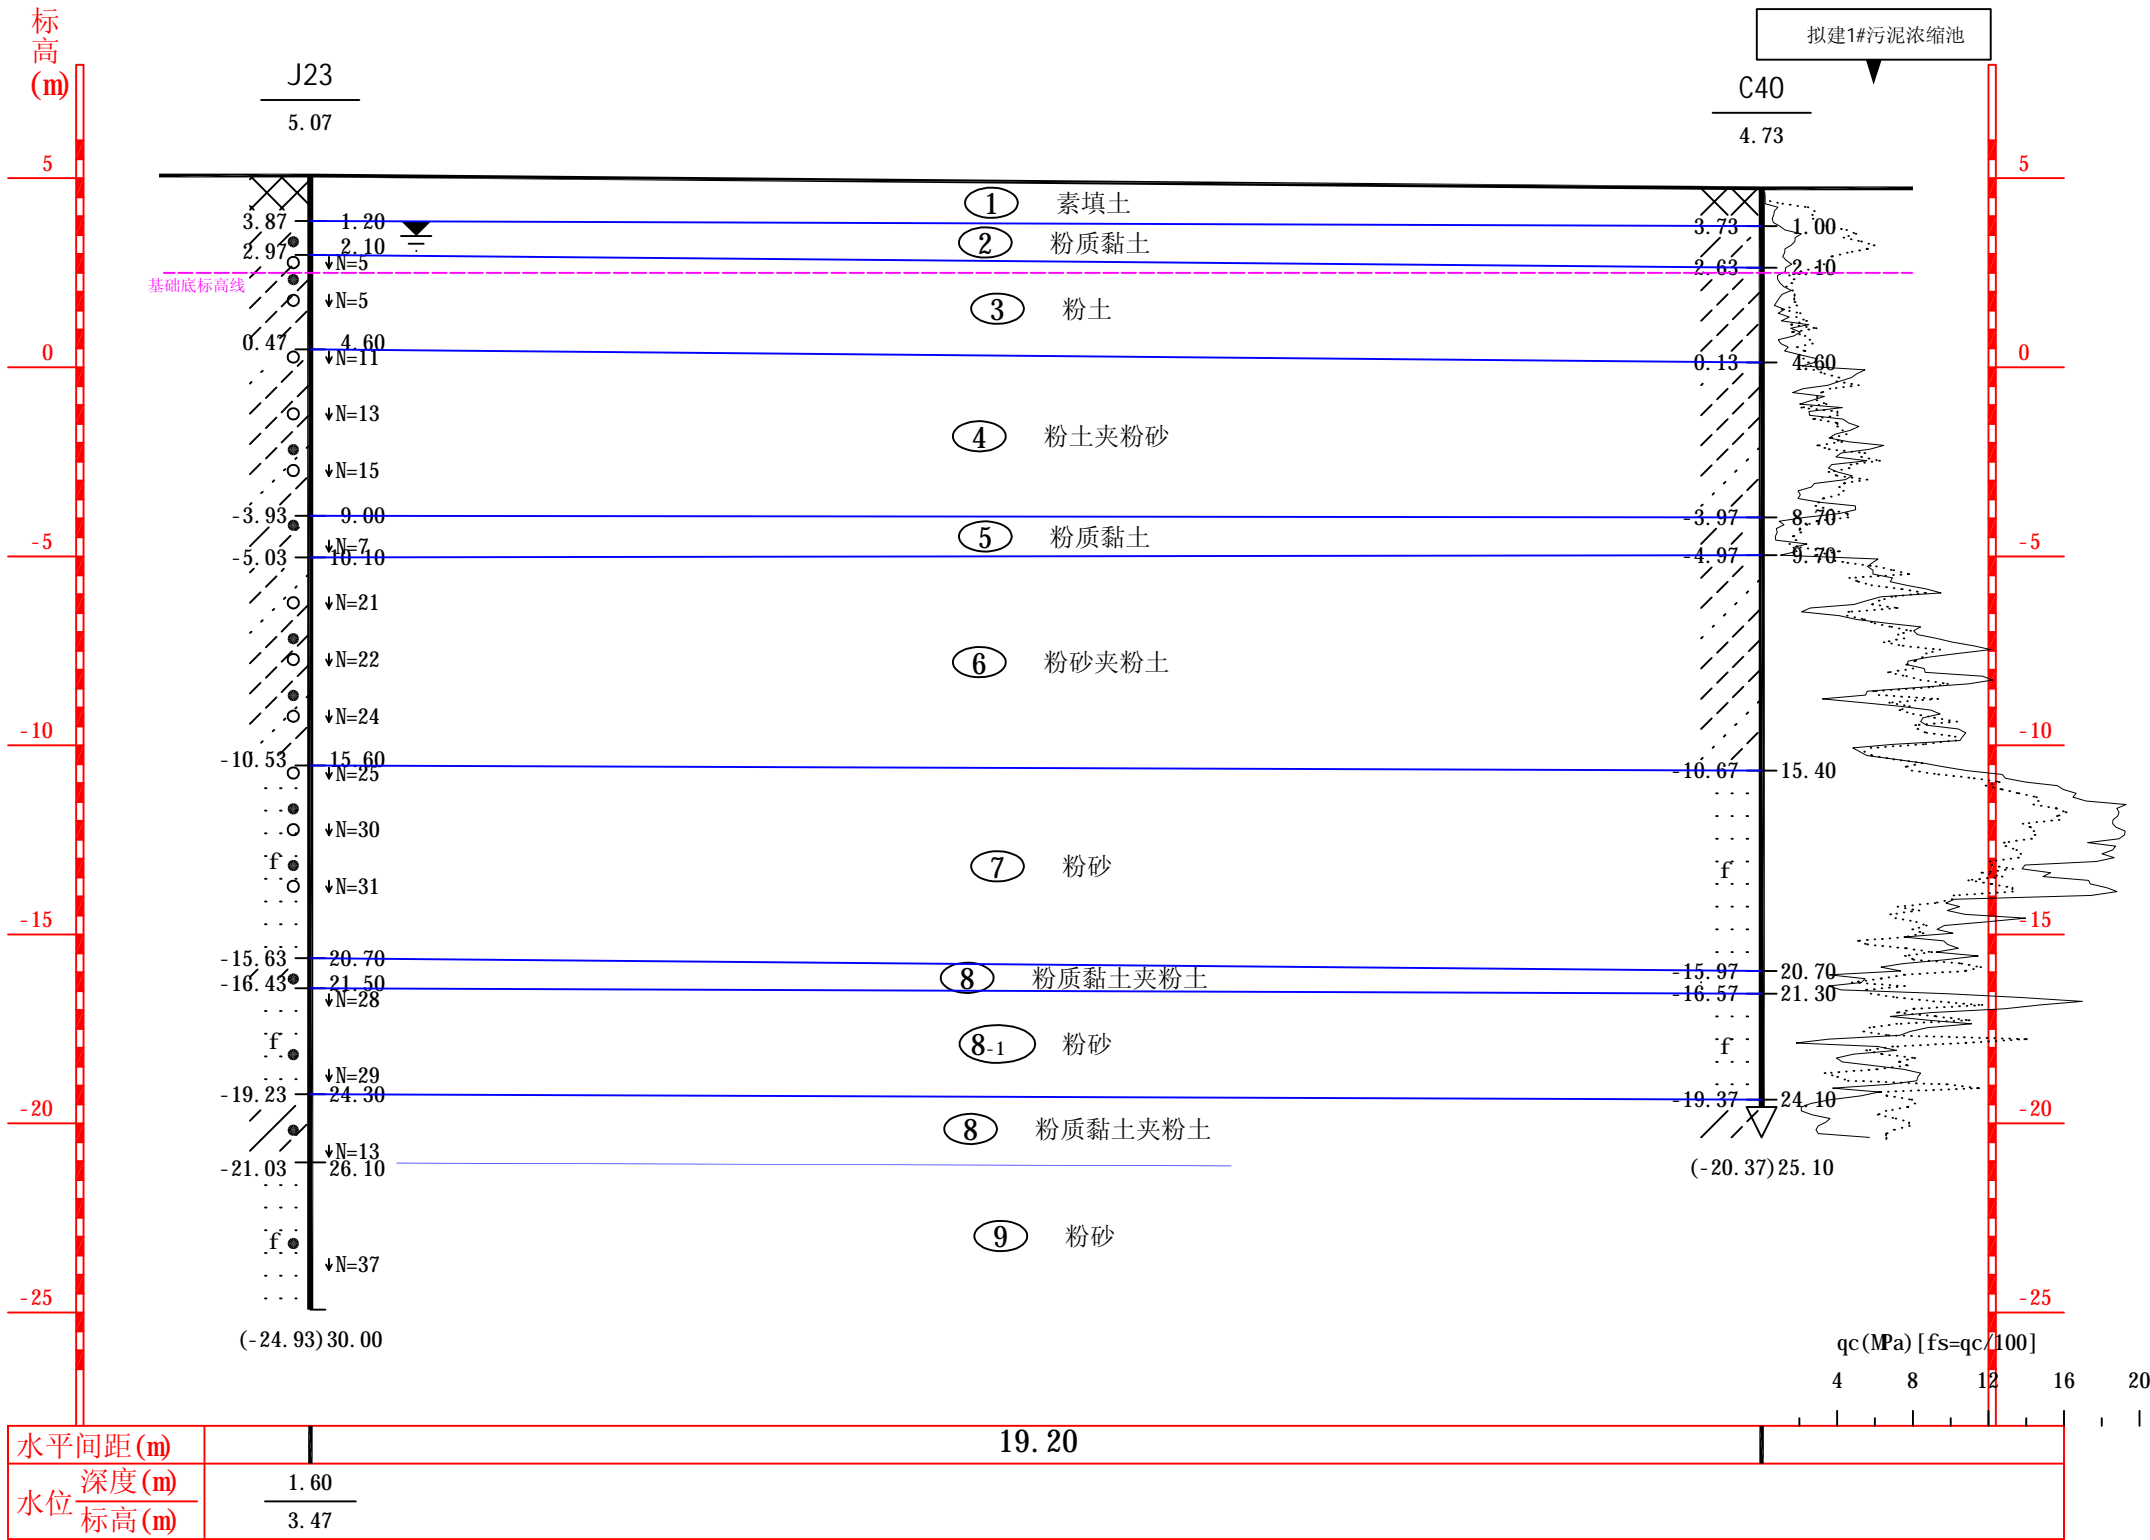 标高(m)
拟建1#污泥浓缩池
J23
5.07
C40
4.73
5
5
1 素填土
3.87 1.20
3.73 1.00
2 粉质黏土
2.97 2.10
2.63 2.10
N=5
基础底标高线
N=5
3 粉土
0.47 4.60
0.13 4.60
0
0
N=11
N=13
4 粉土夹粉砂
N=15
-3.93 9.00
-3.97 8.70
5 粉质黏土
-5
-5
N=7
-5.03 10.10
-4.97 9.70
N=21
N=22
6 粉砂夹粉土
N=24
-10
-10
-10.53 15.60
-10.67 15.40
N=25
N=30
f
7 粉砂
f
N=31
-15
-15
-15.63 20.70
-15.97 20.70
8 粉质黏土夹粉土
-16.43 21.50
-16.57 21.30
N=28
f
8-1 粉砂
f
N=29
-19.23 24.30
-19.37 24.10
-20
-20
8 粉质黏土夹粉土
N=13
-21.03 26.10
(-20.37)25.10
f
9 粉砂
N=37
-25
-25
(-24.93)30.00
qc(MPa)[fs=qc/100]
4 8 12 16 20
水平间距(m) 19.20
水位 深度(m) 1.60
标高(m) 3.47